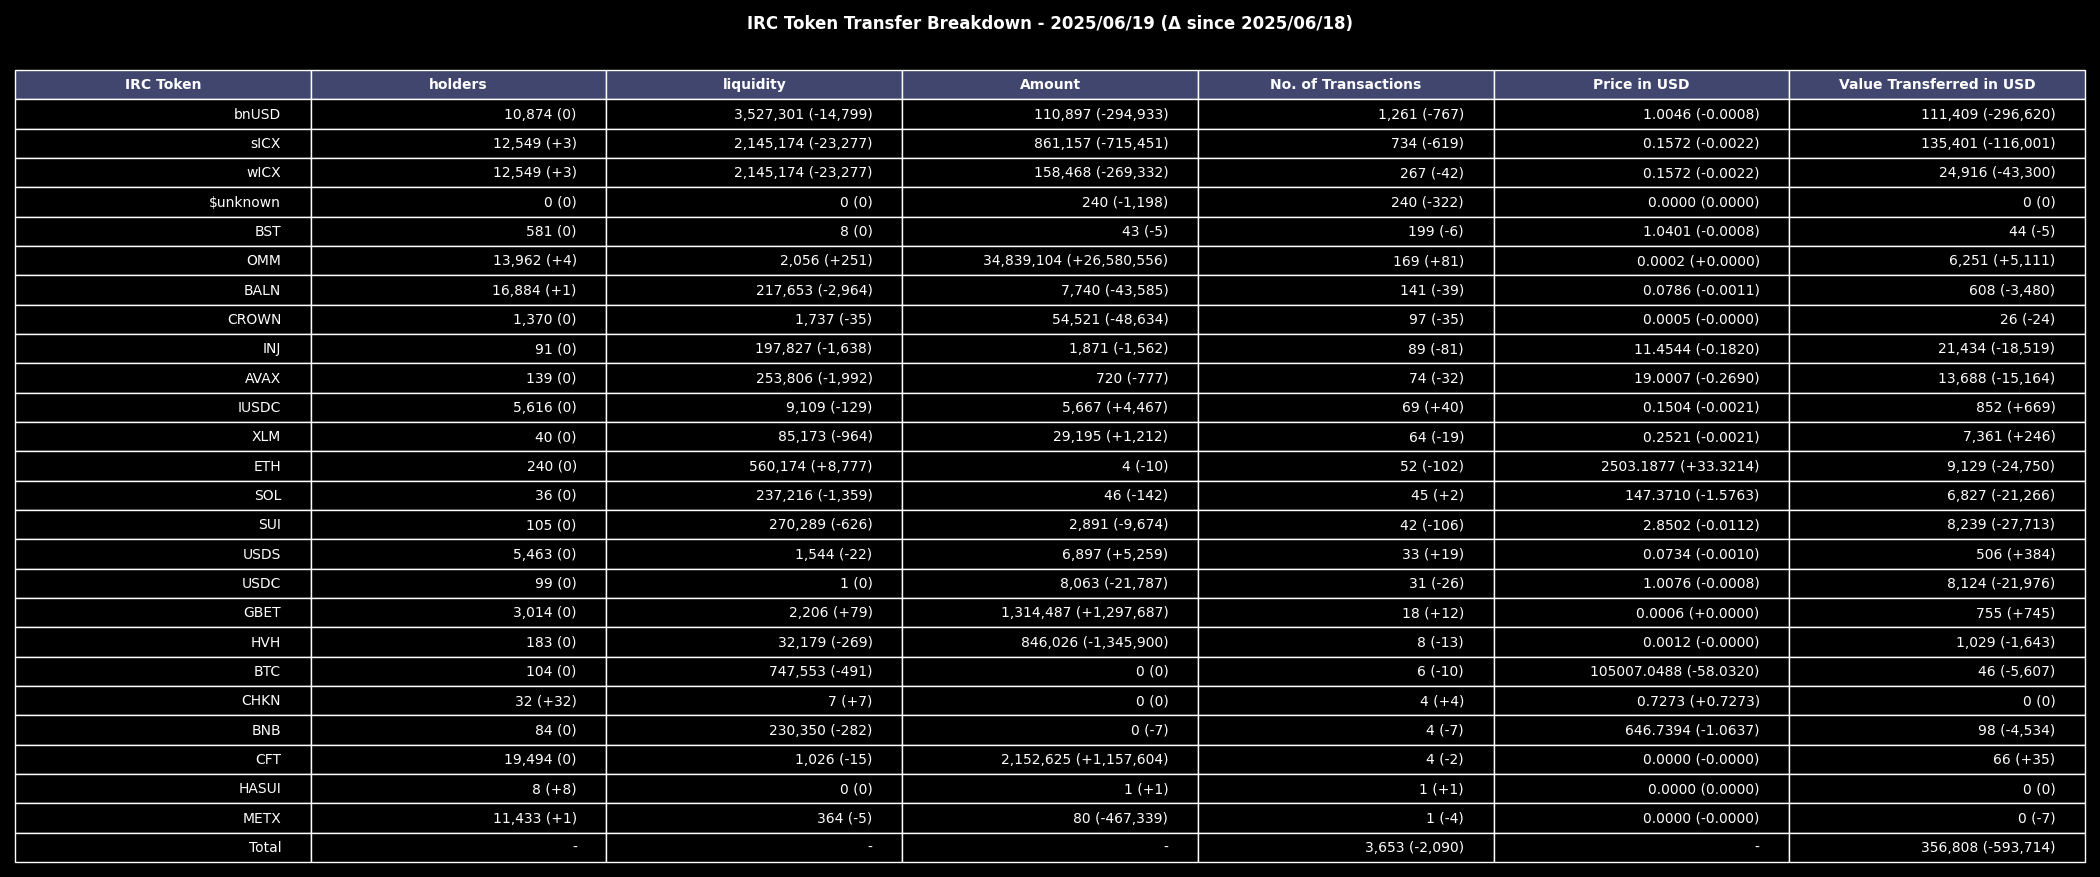 IRC Token Transfer Breakdown - 2025/06/19 (Δ since 2025/06/18)
IRC Token holders liquidity Amount No. of Transactions Price in USD Value Transferred in USD
bnUSD 10,874 (0) 3,527,301 (-14,799) 110,897 (-294,933) 1,261 (-767) 1.0046 (-0.0008) 111,409 (-296,620)
sICX 12,549 (+3) 2,145,174 (-23,277) 861,157 (-715,451) 734 (-619) 0.1572 (-0.0022) 135,401 (-116,001)
wICX 12,549 (+3) 2,145,174 (-23,277) 158,468 (-269,332) 267 (-42) 0.1572 (-0.0022) 24,916 (-43,300)
$unknown 0 (0) 0 (0) 240 (-1,198) 240 (-322) 0.0000 (0.0000) 0 (0)
BST 581 (0) 8 (0) 43 (-5) 199 (-6) 1.0401 (-0.0008) 44 (-5)
OMM 13,962 (+4) 2,056 (+251) 34,839,104 (+26,580,556) 169 (+81) 0.0002 (+0.0000) 6,251 (+5,111)
BALN 16,884 (+1) 217,653 (-2,964) 7,740 (-43,585) 141 (-39) 0.0786 (-0.0011) 608 (-3,480)
CROWN 1,370 (0) 1,737 (-35) 54,521 (-48,634) 97 (-35) 0.0005 (-0.0000) 26 (-24)
INJ 91 (0) 197,827 (-1,638) 1,871 (-1,562) 89 (-81) 11.4544 (-0.1820) 21,434 (-18,519)
AVAX 139 (0) 253,806 (-1,992) 720 (-777) 74 (-32) 19.0007 (-0.2690) 13,688 (-15,164)
IUSDC 5,616 (0) 9,109 (-129) 5,667 (+4,467) 69 (+40) 0.1504 (-0.0021) 852 (+669)
XLM 40 (0) 85,173 (-964) 29,195 (+1,212) 64 (-19) 0.2521 (-0.0021) 7,361 (+246)
ETH 240 (0) 560,174 (+8,777) 4 (-10) 52 (-102) 2503.1877 (+33.3214) 9,129 (-24,750)
SOL 36 (0) 237,216 (-1,359) 46 (-142) 45 (+2) 147.3710 (-1.5763) 6,827 (-21,266)
SUI 105 (0) 270,289 (-626) 2,891 (-9,674) 42 (-106) 2.8502 (-0.0112) 8,239 (-27,713)
USDS 5,463 (0) 1,544 (-22) 6,897 (+5,259) 33 (+19) 0.0734 (-0.0010) 506 (+384)
USDC 99 (0) 1 (0) 8,063 (-21,787) 31 (-26) 1.0076 (-0.0008) 8,124 (-21,976)
GBET 3,014 (0) 2,206 (+79) 1,314,487 (+1,297,687) 18 (+12) 0.0006 (+0.0000) 755 (+745)
HVH 183 (0) 32,179 (-269) 846,026 (-1,345,900) 8 (-13) 0.0012 (-0.0000) 1,029 (-1,643)
BTC 104 (0) 747,553 (-491) 0 (0) 6 (-10) 105007.0488 (-58.0320) 46 (-5,607)
CHKN 32 (+32) 7 (+7) 0 (0) 4 (+4) 0.7273 (+0.7273) 0 (0)
BNB 84 (0) 230,350 (-282) 0 (-7) 4 (-7) 646.7394 (-1.0637) 98 (-4,534)
CFT 19,494 (0) 1,026 (-15) 2,152,625 (+1,157,604) 4 (-2) 0.0000 (-0.0000) 66 (+35)
HASUI 8 (+8) 0 (0) 1 (+1) 1 (+1) 0.0000 (0.0000) 0 (0)
METX 11,433 (+1) 364 (-5) 80 (-467,339) 1 (-4) 0.0000 (-0.0000) 0 (-7)
Total - - - 3,653 (-2,090) - 356,808 (-593,714)